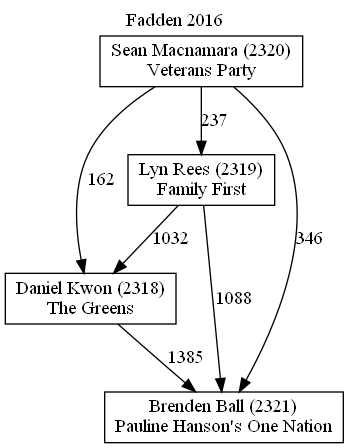 Fadden 2016
Sean Macnamara (2320)
Veterans Party
237
Lyn Rees (2319)
Family First
162
1032
346
Daniel Kwon (2318)
The Greens
1088
1385
Brenden Ball (2321)
Pauline Hanson's One Nation